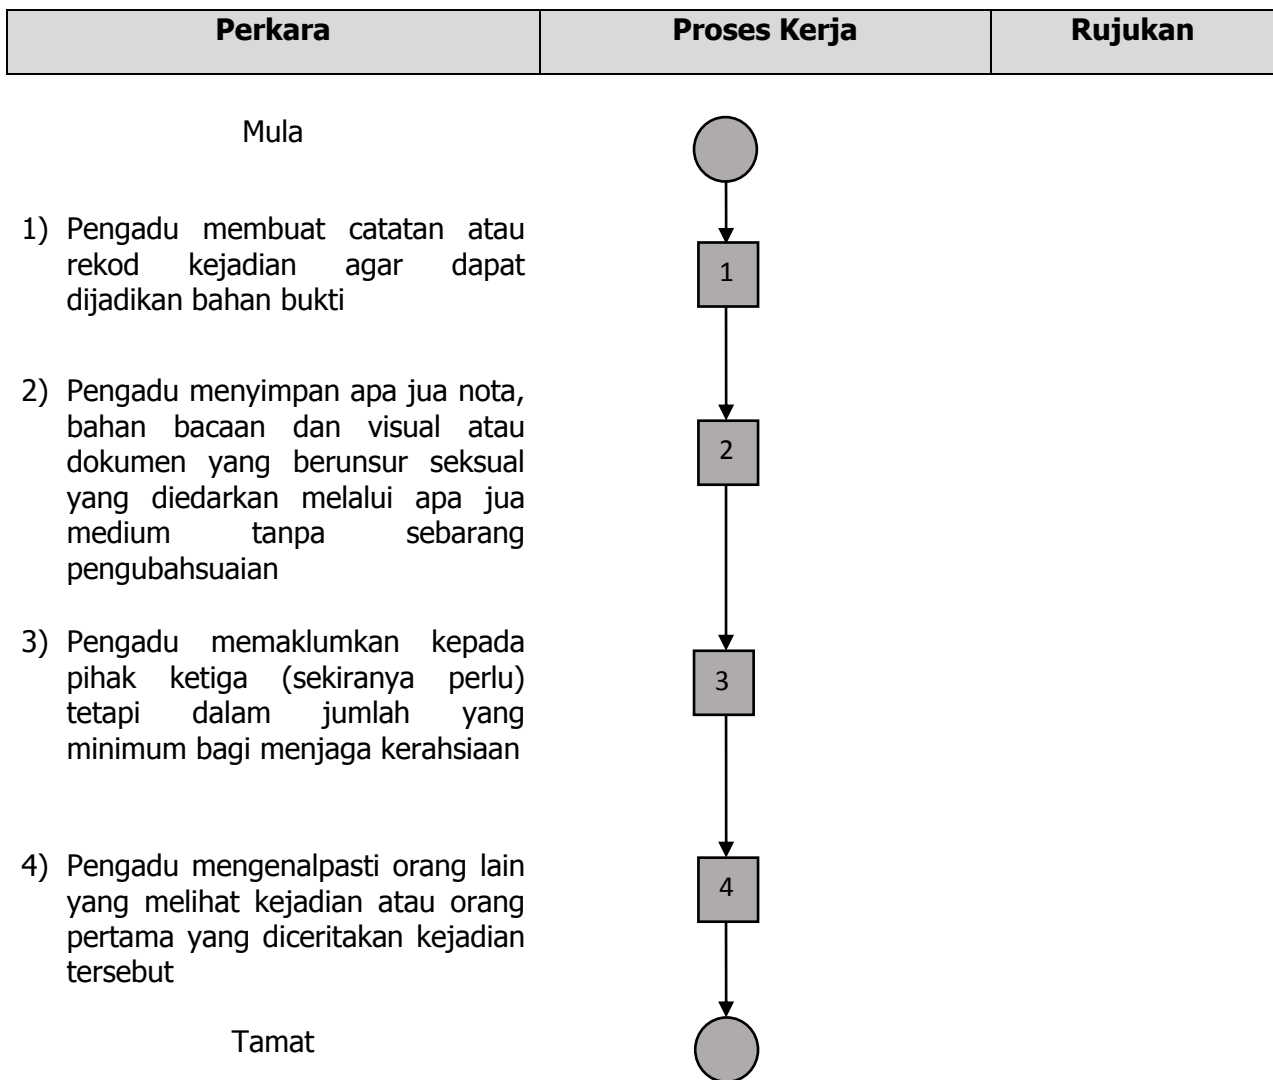 Perkara Proses Kerja Rujukan
Mula
1) Pengadu membuat catatan atau
rekod kejadian agar dapat
dijadikan bahan bukti
1
2) Pengadu menyimpan apa jua nota,
bahan bacaan dan visual atau
dokumen yang berunsur seksual
yang diedarkan melalui apa jua
medium tanpa sebarang
pengubahsuaian
2
3) Pengadu memaklumkan kepada
pihak ketiga (sekiranya perlu)
tetapi dalam jumlah yang
minimum bagi menjaga kerahsiaan
3
4) Pengadu mengenalpasti orang lain
yang melihat kejadian atau orang
pertama yang diceritakan kejadian
tersebut
4
Tamat